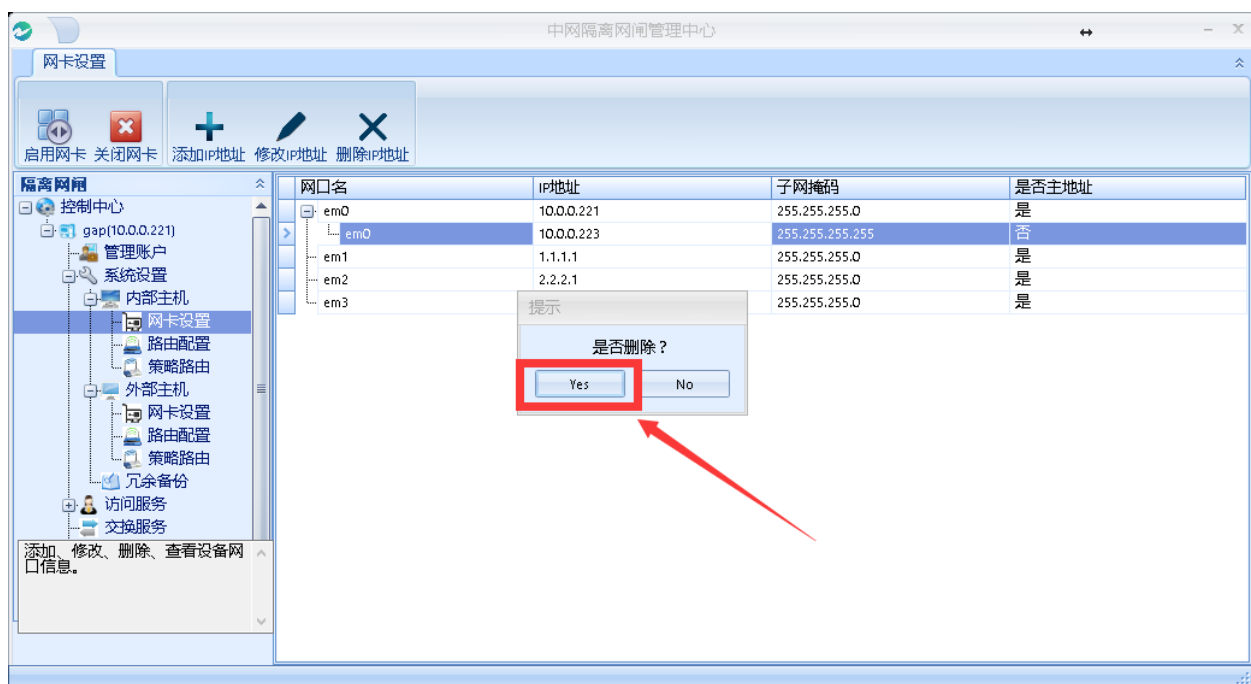 中网隔离网闸管理中心
网卡设置
启用网卡 关闭网卡 添加IP地址 修改IP地址 删除IP地址
隔离网闸
控制中心
gap(10.0.0.221)
管理账户
系统设置
内部主机
网卡设置
路由配置
策略路由
外部主机
网卡设置
路由配置
策略路由
冗余备份
访问服务
交换服务
添加、修改、删除、查看设备网
口信息。
网口名 IP地址 子网掩码 是否主地址
em0 10.0.0.221 255.255.255.0 是
em0 10.0.0.223 255.255.255.255 否
em1 1.1.1.1 255.255.255.0 是
em2 2.2.2.1 255.255.255.0 是
em3 255.255.255.0 是
提示
是否删除？
Yes No